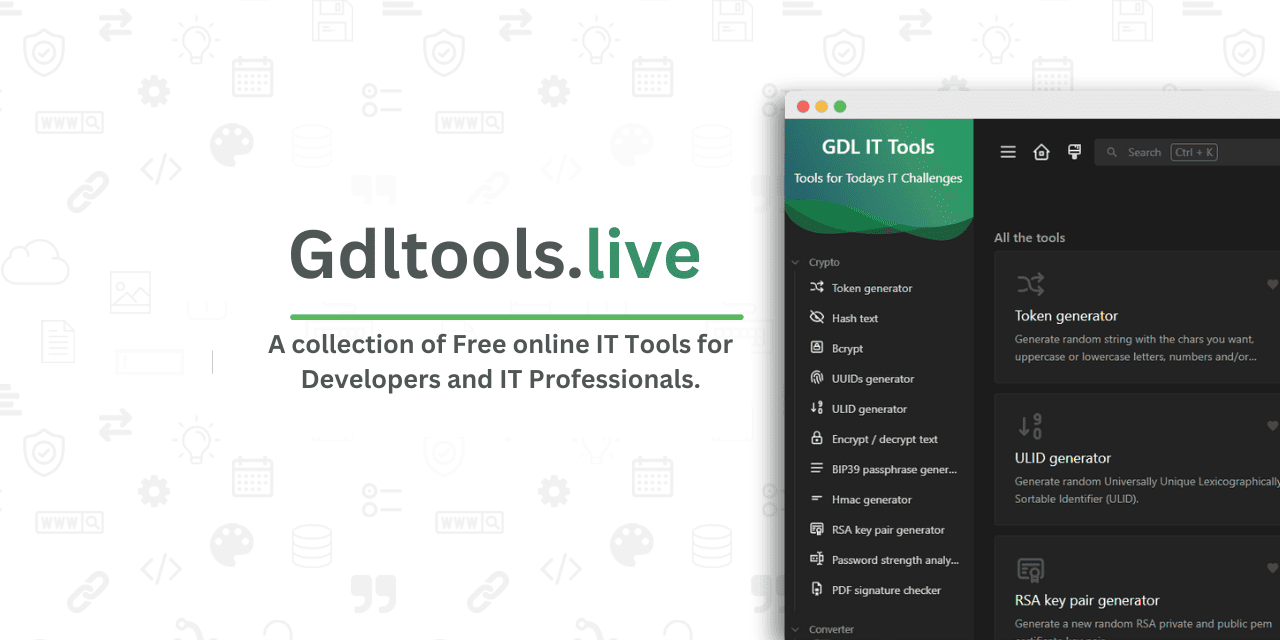 Gdltools.live
A collection of Free online IT Tools for
Developers and IT Professionals.
GDL IT Tools
Tools for Todays IT Challenges
Search Ctrl + K
Crypto
Token generator
Hash text
Bcrypt
UUIDs generator
ULID generator
Encrypt / decrypt text
BIP39 passphrase gener...
Hmac generator
RSA key pair generator
Password strength analy...
PDF signature checker
Converter
All the tools
Token generator
Generate random string with the chars you want,
uppercase or lowercase letters, numbers and/or...
ULID generator
Generate random Universally Unique Lexicographically
Sortable Identifier (ULID).
RSA key pair generator
Generate a new random RSA private and public pem
WWW
WWW
WWW
WWW